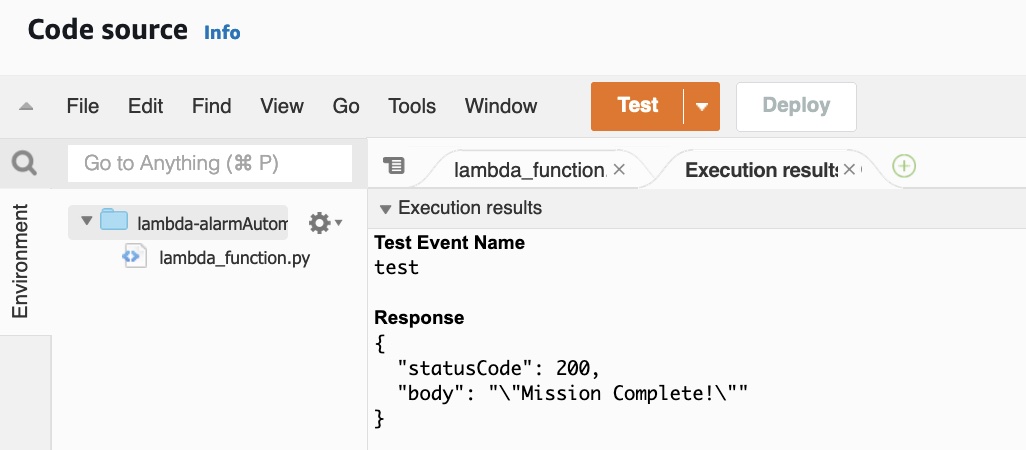 Code source Info
File Edit Find View Go Tools Window Test Deploy
Go to Anything (⌘ P)
lambda_function. × Execution results ×
Environment
lambda-alarmAutom
lambda_function.py
Execution results
Test Event Name
test
Response
{
"statusCode": 200,
"body": "\"Mission Complete!\""
}